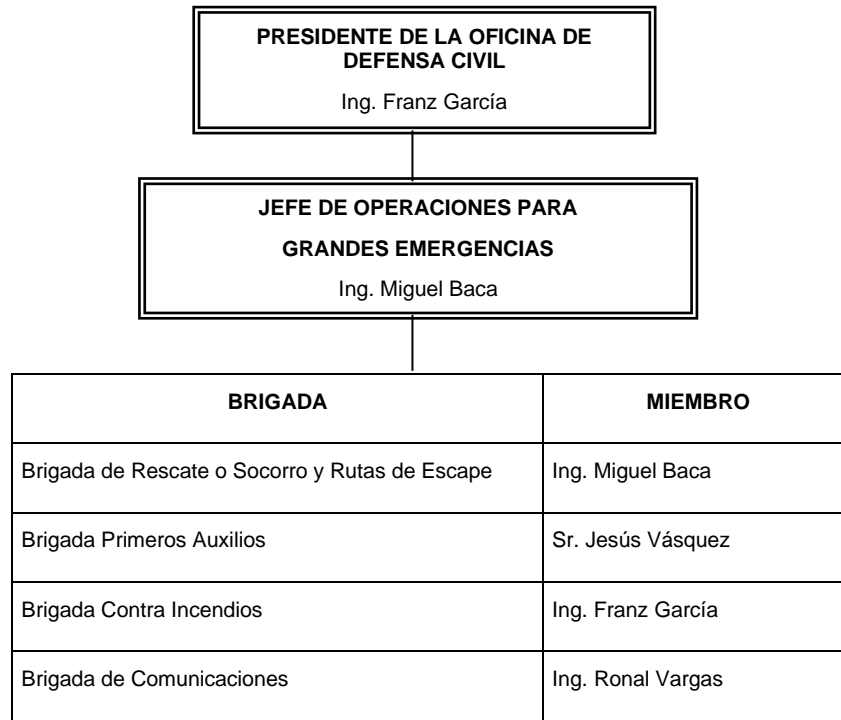 PRESIDENTE DE LA OFICINA DE
DEFENSA CIVIL
Ing. Franz García
JEFE DE OPERACIONES PARA
GRANDES EMERGENCIAS
Ing. Miguel Baca
BRIGADA MIEMBRO
Brigada de Rescate o Socorro y Rutas de Escape Ing. Miguel Baca
Brigada Primeros Auxilios Sr. Jesús Vásquez
Brigada Contra Incendios Ing. Franz García
Brigada de Comunicaciones Ing. Ronal Vargas